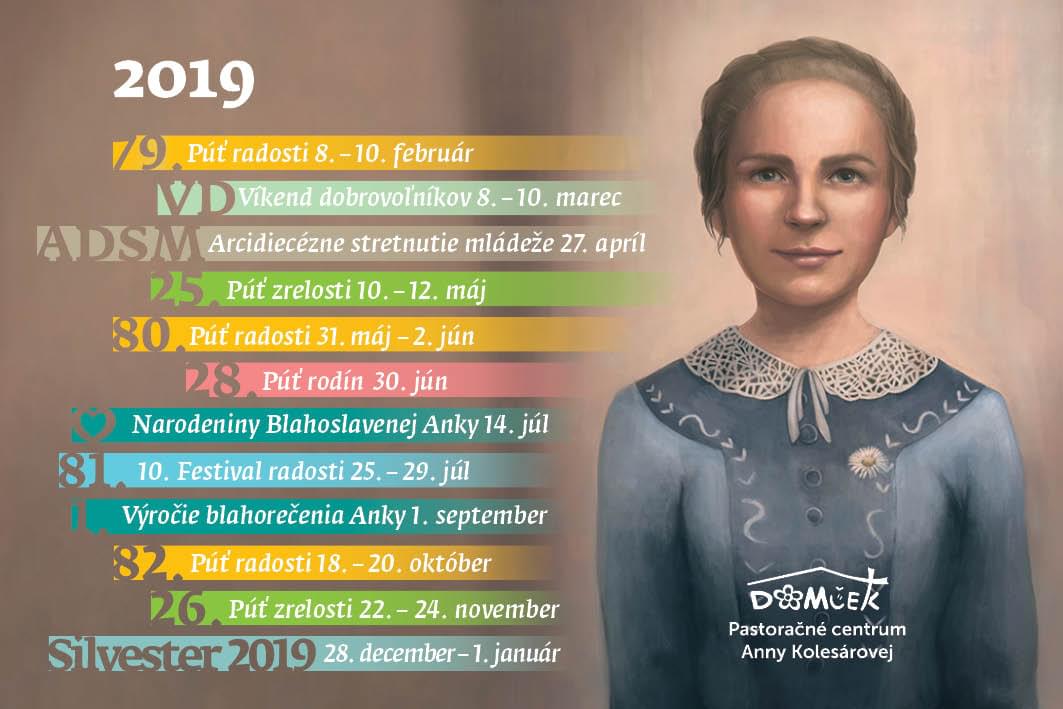 2019
79. Púť radosti 8. – 10. február
VD Víkend dobrovoľníkov 8. – 10. marec
ADSM Arcidiecézne stretnutie mládeže 27. apríl
25. Púť zrelosti 10. – 12. máj
80. Púť radosti 31. máj – 2. jún
28. Púť rodín 30. jún
Narodeniny Blahoslavenej Anky 14. júl
81. 10. Festival radosti 25. – 29. júl
1. Výročie blahorečenia Anky 1. september
82. Púť radosti 18. – 20. október
26. Púť zrelosti 22. – 24. november
Silvester 2019 28. december – 1. január
DOMčEK
Pastoračné centrum
Anny Kolesárovej